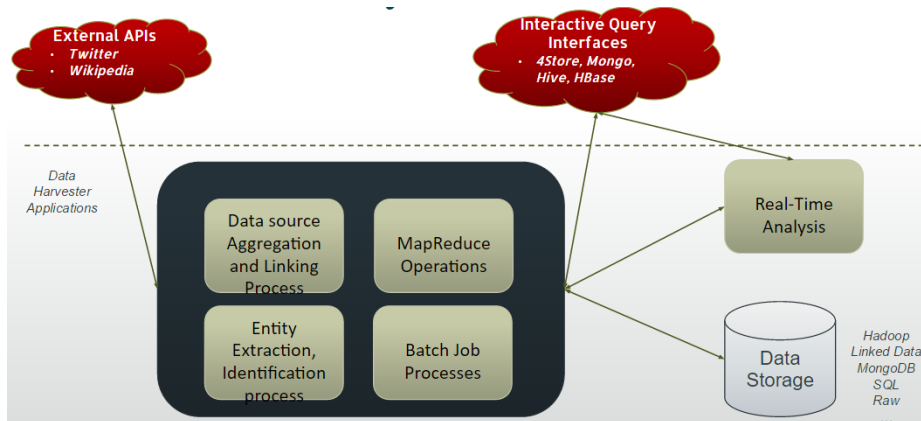 External APIs
• Twitter
• Wikipedia
Interactive Query
Interfaces
• 4Store, Mongo,
Hive, HBase
Data
Harvester
Applications
Data source
Aggregation
and Linking
Process
MapReduce
Operations
Entity
Extraction,
Identification
process
Batch Job
Processes
Real-Time
Analysis
Data
Storage
Hadoop
Linked Data
MongoDB
SQL
Raw
...